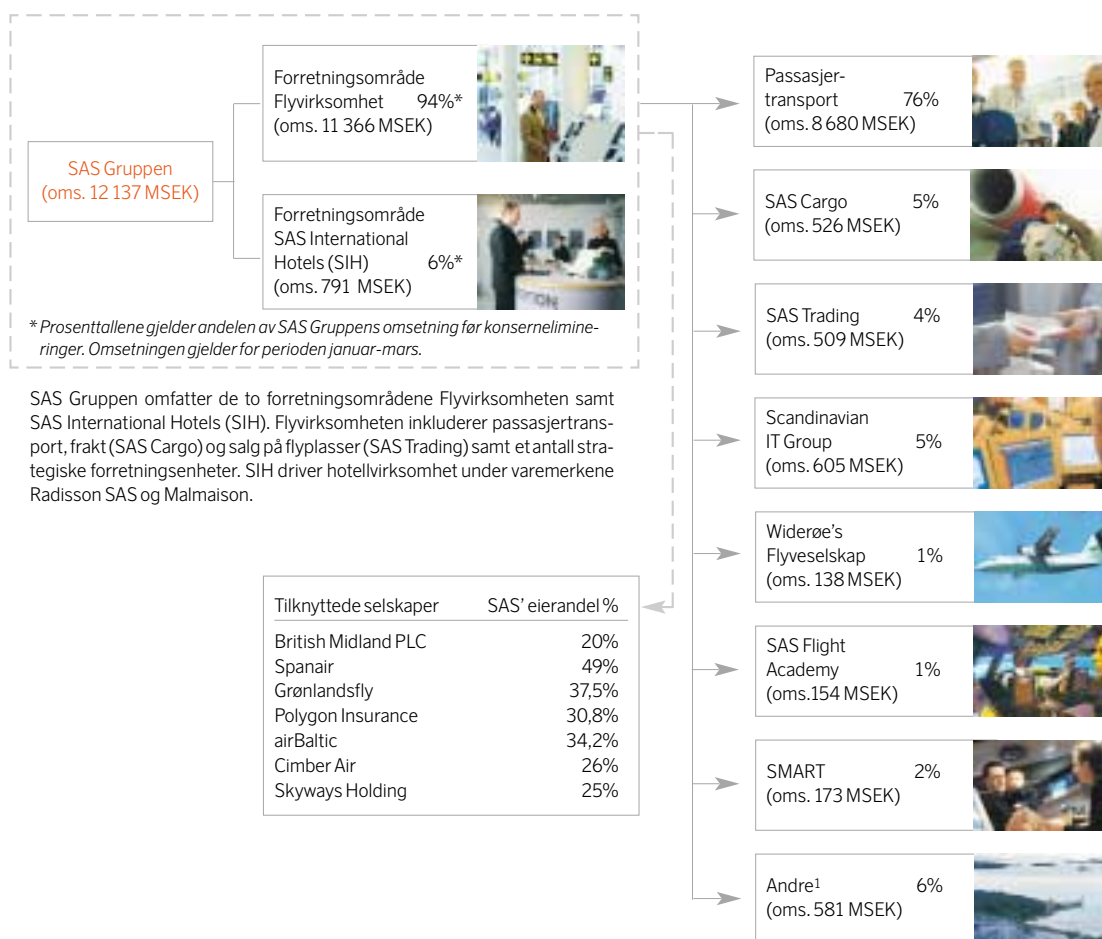 SAS Gruppen
(oms. 12 137 MSEK)
Forretningsområde
Flyvirksomhet 94%*
(oms. 11 366 MSEK)
Forretningsområde
SAS International
Hotels (SIH) 6%*
(oms. 791 MSEK)
* Prosenttallene gjelder andelen av SAS Gruppens omsetning før konsernelimine-
ringer. Omsetningen gjelder for perioden januar-mars.
SAS Gruppen omfatter de to forretningsområdene Flyvirksomheten samt
SAS International Hotels (SIH). Flyvirksomheten inkluderer passasjertrans-
port, frakt (SAS Cargo) og salg på flyplasser (SAS Trading) samt et antall stra-
tegiske forretningsenheter. SIH driver hotellvirksomhet under varemerkene
Radisson SAS og Malmaison.
Tilknyttede selskaper SAS' eierandel %
British Midland PLC 20%
Spanair 49%
Grønlandsfly 37,5%
Polygon Insurance 30,8%
airBaltic 34,2%
Cimber Air 26%
Skyways Holding 25%
Passasjer-
transport 76%
(oms. 8 680 MSEK)
SAS Cargo 5%
(oms. 526 MSEK)
SAS Trading 4%
(oms. 509 MSEK)
Scandinavian
IT Group 5%
(oms. 605 MSEK)
Widerøe's
Flyveselskap 1%
(oms. 138 MSEK)
SAS Flight
Academy 1%
(oms.154 MSEK)
SMART 2%
(oms. 173 MSEK)
Andre1 6%
(oms. 581 MSEK)